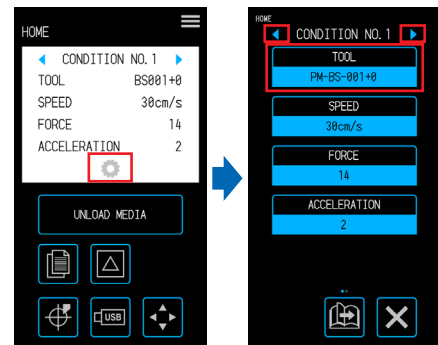 HOME
CONDITION NO. 1
TOOL BS001+0
SPEED 30cm/s
FORCE 14
ACCELERATION 2
UNLOAD MEDIA
USB
HOME
CONDITION NO. 1
TOOL
PM-BS-001+0
SPEED
30cm/s
FORCE
14
ACCELERATION
2